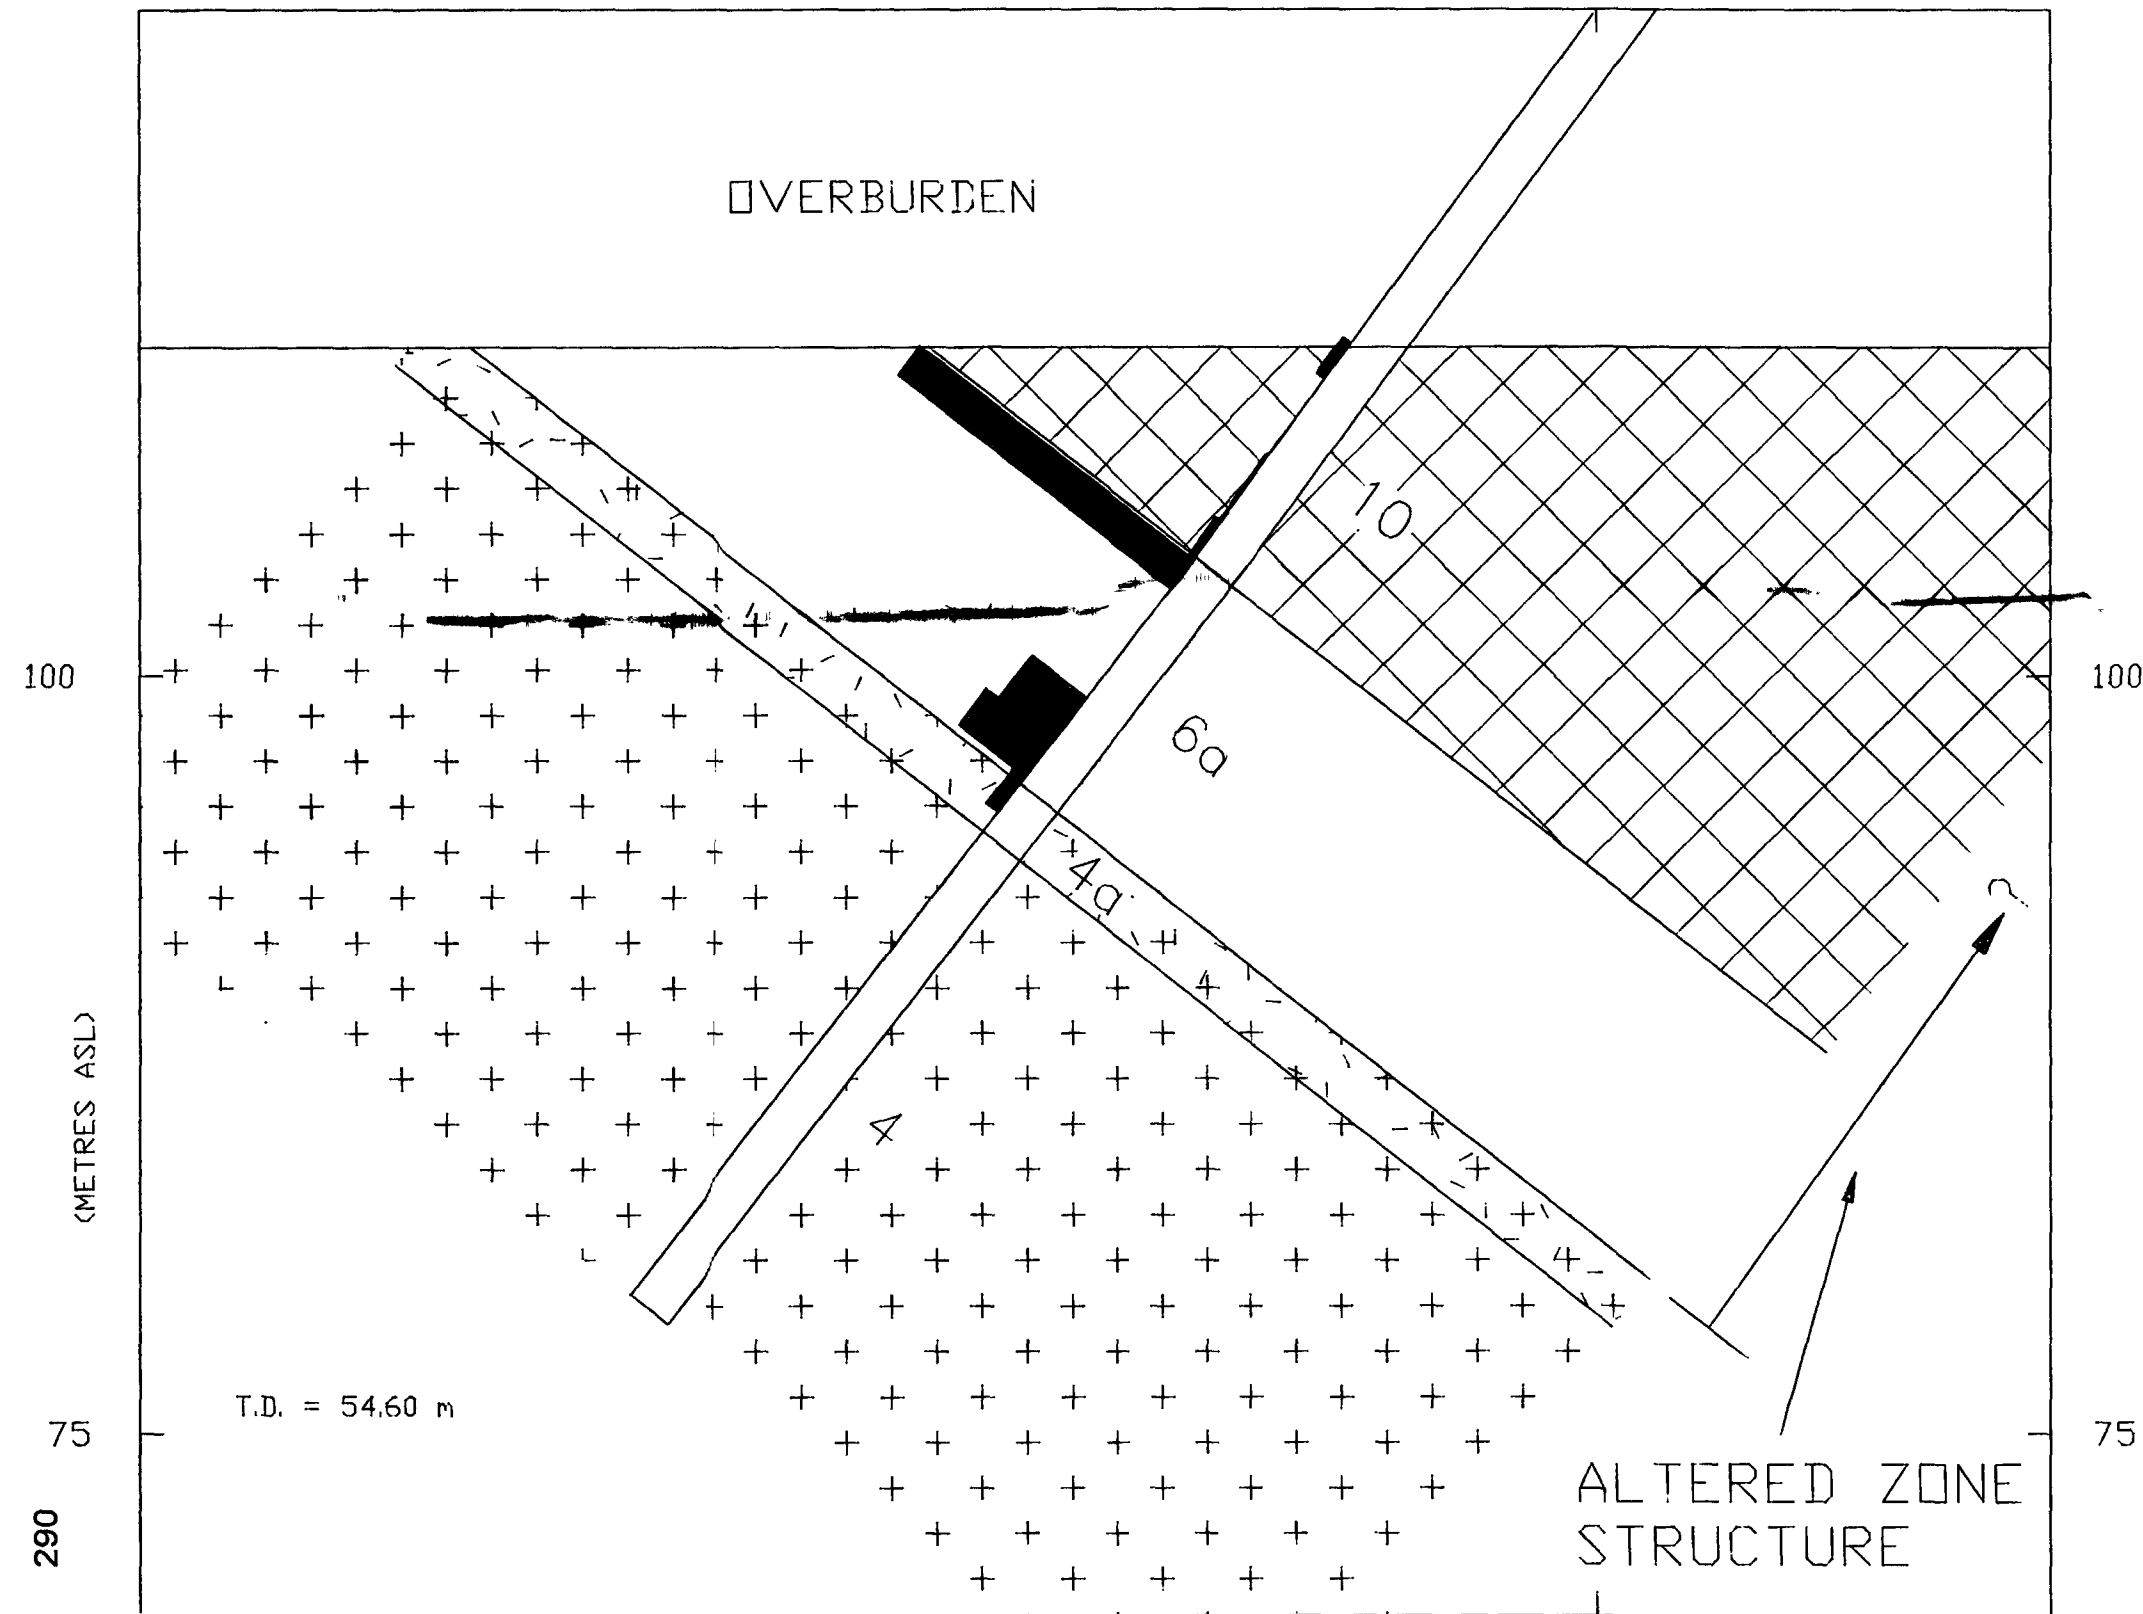 OVERBURDEN
10
100
100
6a
?
4a
(METRES ASL)
4
4
4
T.D. = 54.60 m
75
75
ALTERED ZONE
STRUCTURE
290